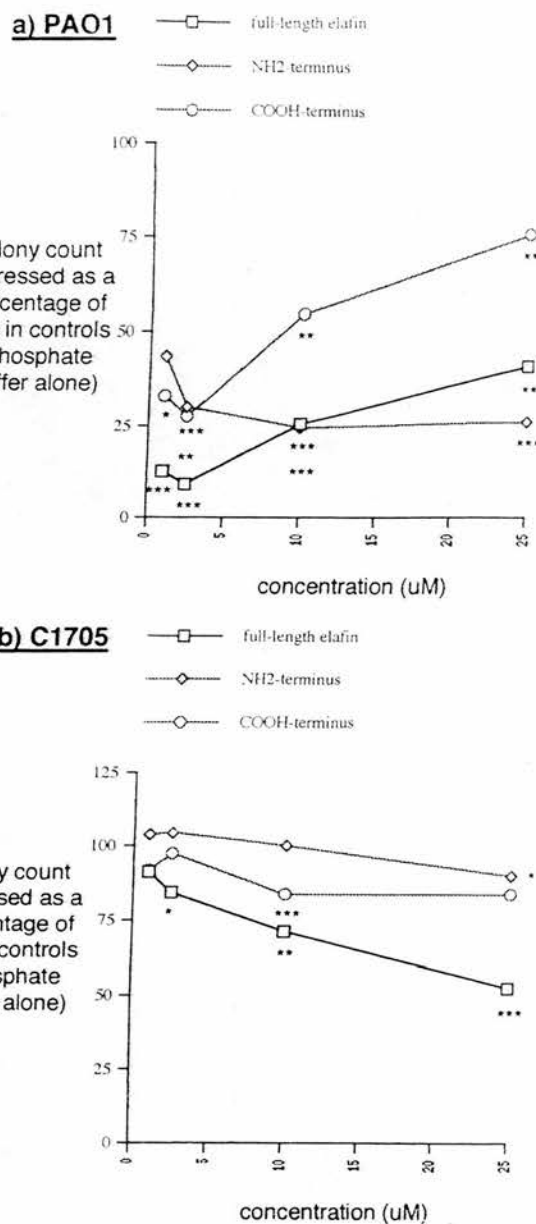 a) PAO1
full-length elafin
NH2-terminus
COOH-terminus
100
75
50
25
0
lony count
ressed as a
centage of
in controls
hosphate
ffer alone)
*
***
***
**
***
**
***
***
**
**
***
0
5
10
15
20
25
concentration (uM)
b) C1705
full-length elafin
NH2-terminus
COOH-terminus
125
100
75
50
25
0
y count
sed as a
ntage of
controls
sphate
alone)
*
***
**
*
***
0
5
10
15
20
25
concentration (uM)